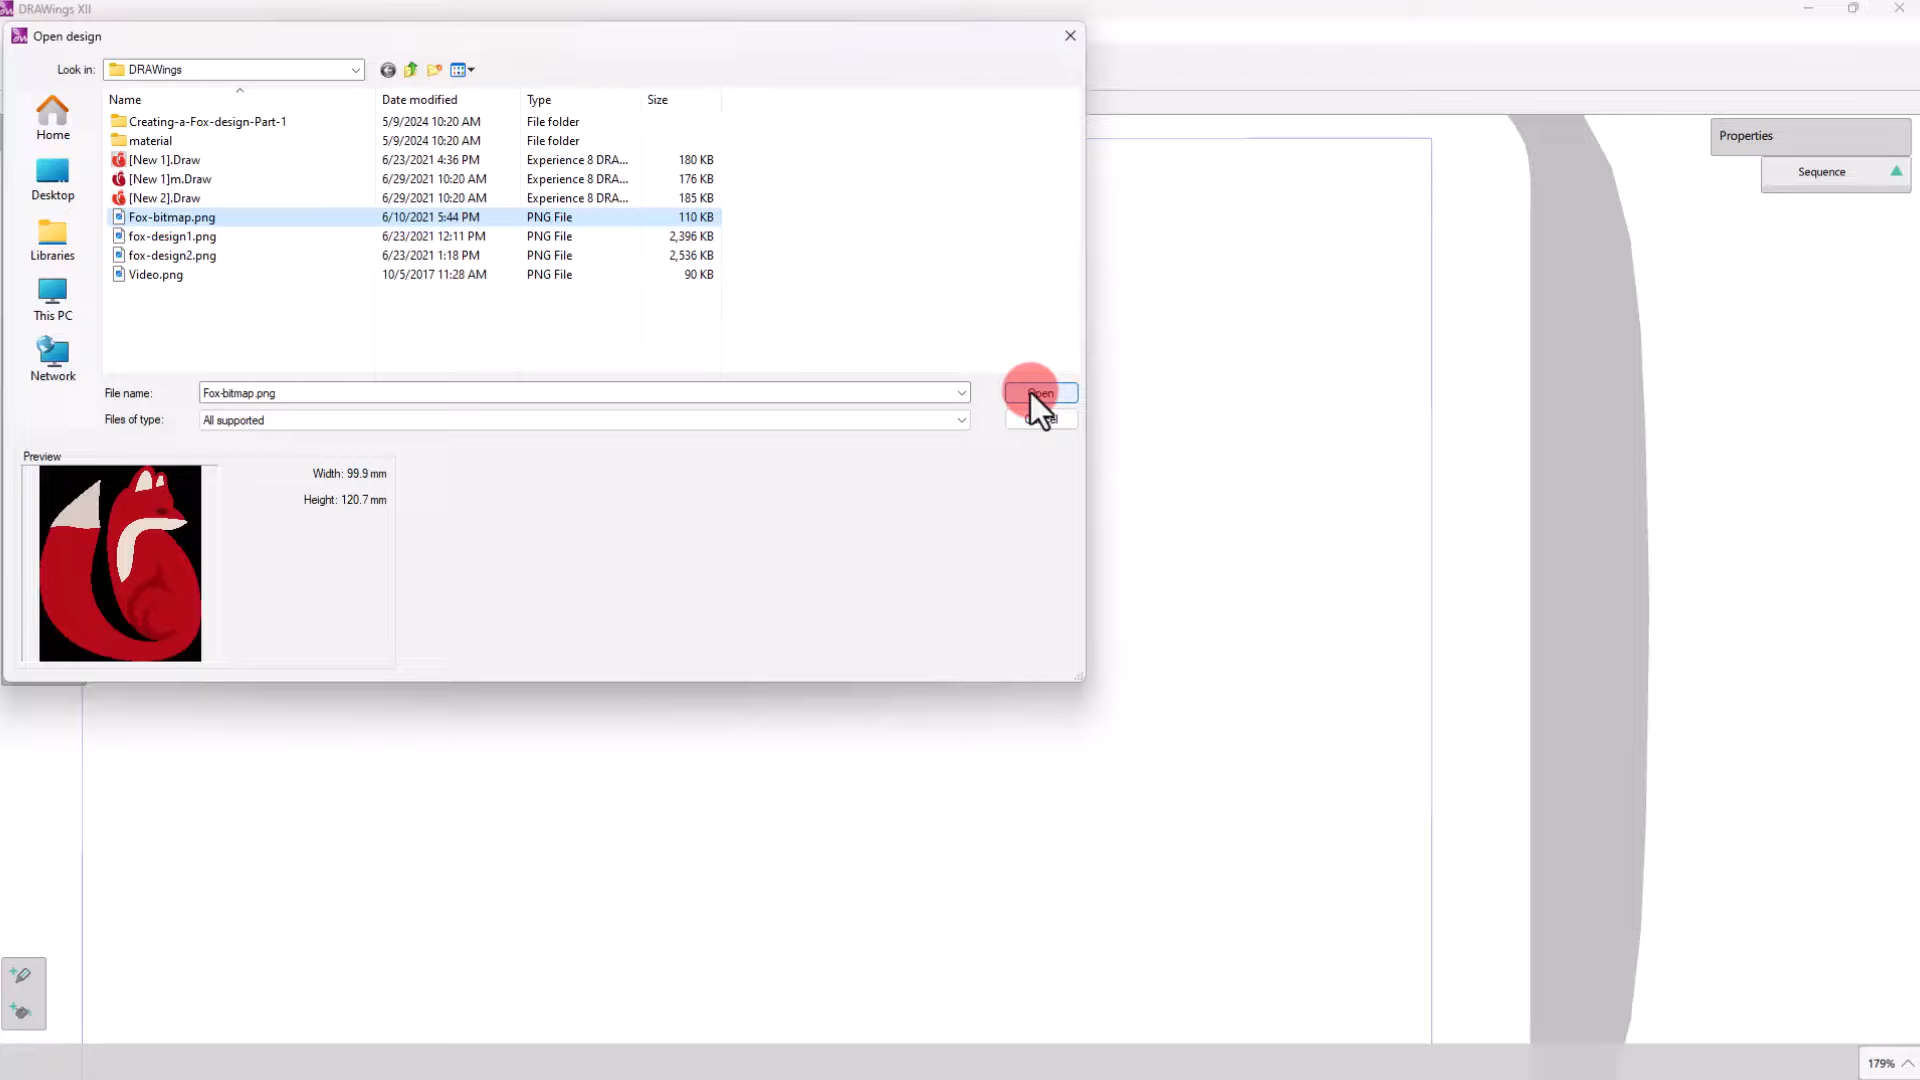 DRAWings XII
Open design
Look in: DRAWings
Name Date modified Type Size
Creating-a-Fox-design-Part-1 5/9/2024 10:20 AM File folder
material 5/9/2024 10:20 AM File folder
[New 1].Draw 6/23/2021 4:36 PM Experience 8 DRA... 180 KB
[New 1]m.Draw 6/29/2021 10:20 AM Experience 8 DRA... 176 KB
[New 2].Draw 6/29/2021 10:20 AM Experience 8 DRA... 185 KB
Fox-bitmap.png 6/10/2021 5:44 PM PNG File 110 KB
fox-design1.png 6/23/2021 12:11 PM PNG File 2,396 KB
fox-design2.png 6/23/2021 1:18 PM PNG File 2,536 KB
Video.png 10/5/2017 11:28 AM PNG File 90 KB
Home
Desktop
Libraries
This PC
Network
File name: Fox-bitmap.png Open
Files of type: All supported
Preview
Width: 99.9 mm
Height: 120.7 mm
Properties
Sequence
179%